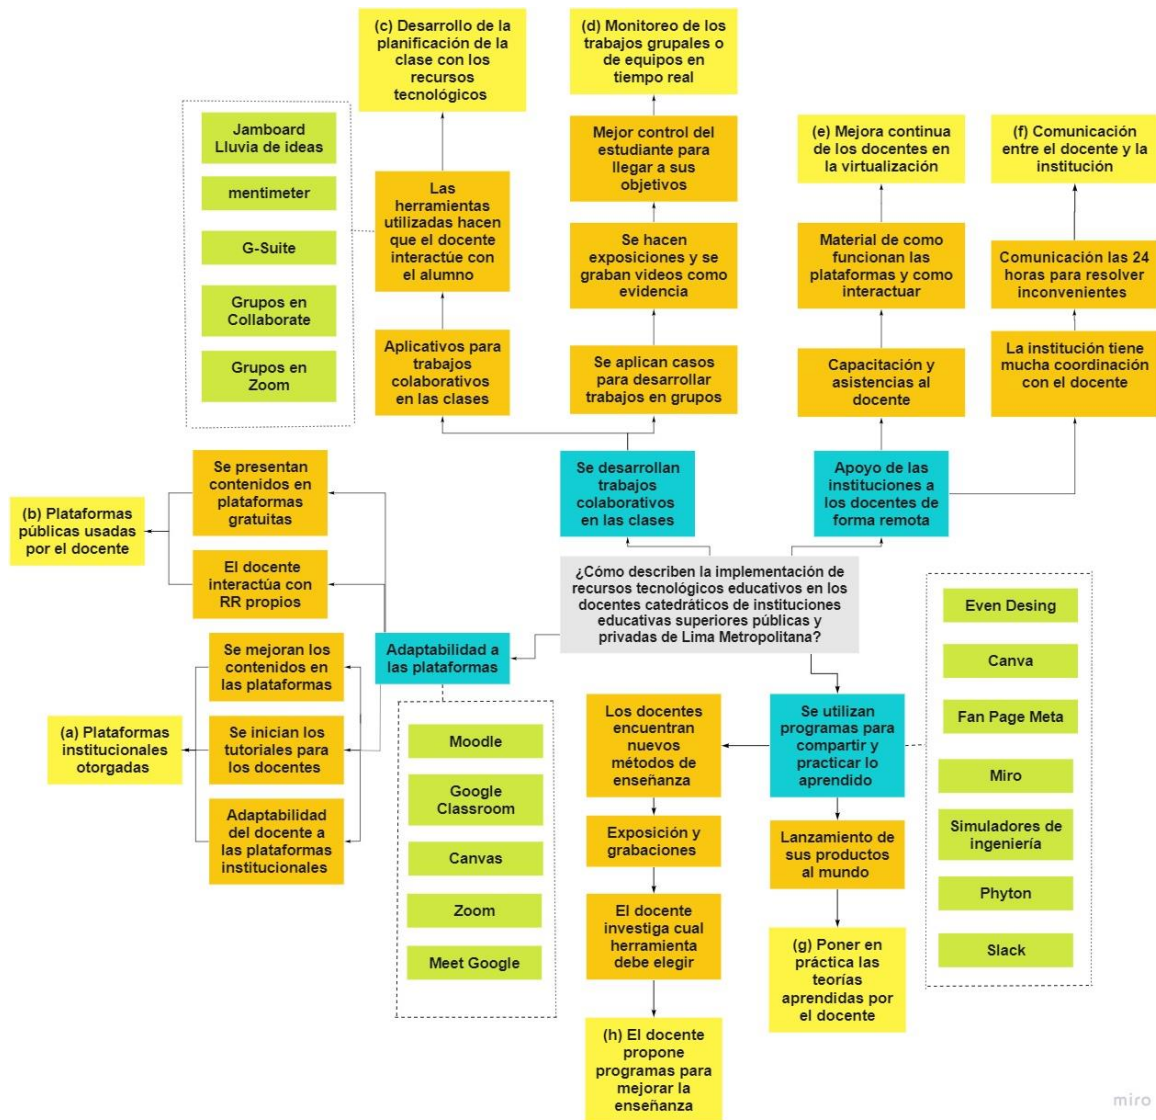 (c) Desarrollo de la
planificación de la
clase con los
recursos
tecnológicos
(d) Monitoreo de los
trabajos grupales o
de equipos en
tiempo real
Jamboard
Lluvia de ideas
mentimeter
G-Suite
Grupos en
Collaborate
Grupos en
Zoom
Las
herramientas
utilizadas hacen
que el docente
interactúe con
el alumno
Aplicativos para
trabajos
colaborativos
en las clases
Mejor control del
estudiante para
llegar a sus
objetivos
Se hacen
exposiciones y se
graban videos como
evidencia
Se aplican casos
para desarrollar
trabajos en grupos
(e) Mejora continua
de los docentes en
la virtualización
Material de como
funcionan las
plataformas y como
interactuar
Capacitación y
asistencias al
docente
(f) Comunicación
entre el docente y la
institución
Comunicación las 24
horas para resolver
inconvenientes
La institución tiene
mucha coordinación
con el docente
Se desarrollan
trabajos
colaborativos
en las clases
Apoyo de las
instituciones a
los docentes de
forma remota
Se presentan
contenidos en
plataformas
gratuitas
(b) Plataformas
públicas usadas
por el docente
El docente
interactúa con
RR propios
¿Cómo describen la implementación de
recursos tecnológicos educativos en los
docentes catedráticos de instituciones
educativas superiores públicas y
privadas de Lima Metropolitana?
Adaptabilidad a
las plataformas
Se mejoran los
contenidos en
las plataformas
(a) Plataformas
institucionales
otorgadas
Se inician los
tutoriales para
los docentes
Adaptabilidad
del docente a
las plataformas
institucionales
Moodle
Google
Classroom
Canvas
Zoom
Meet Google
Los docentes
encuentran
nuevos
métodos de
enseñanza
Exposición y
grabaciones
El docente
investiga cual
herramienta
debe elegir
(h) El docente
propone
programas para
mejorar la
enseñanza
Se utilizan
programas para
compartir y
practicar lo
aprendido
Lanzamiento de
sus productos
al mundo
(g) Poner en
práctica las
teorías
aprendidas por
el docente
Even Desing
Canva
Fan Page Meta
Miro
Simuladores de
ingeniería
Phyton
Slack
miro